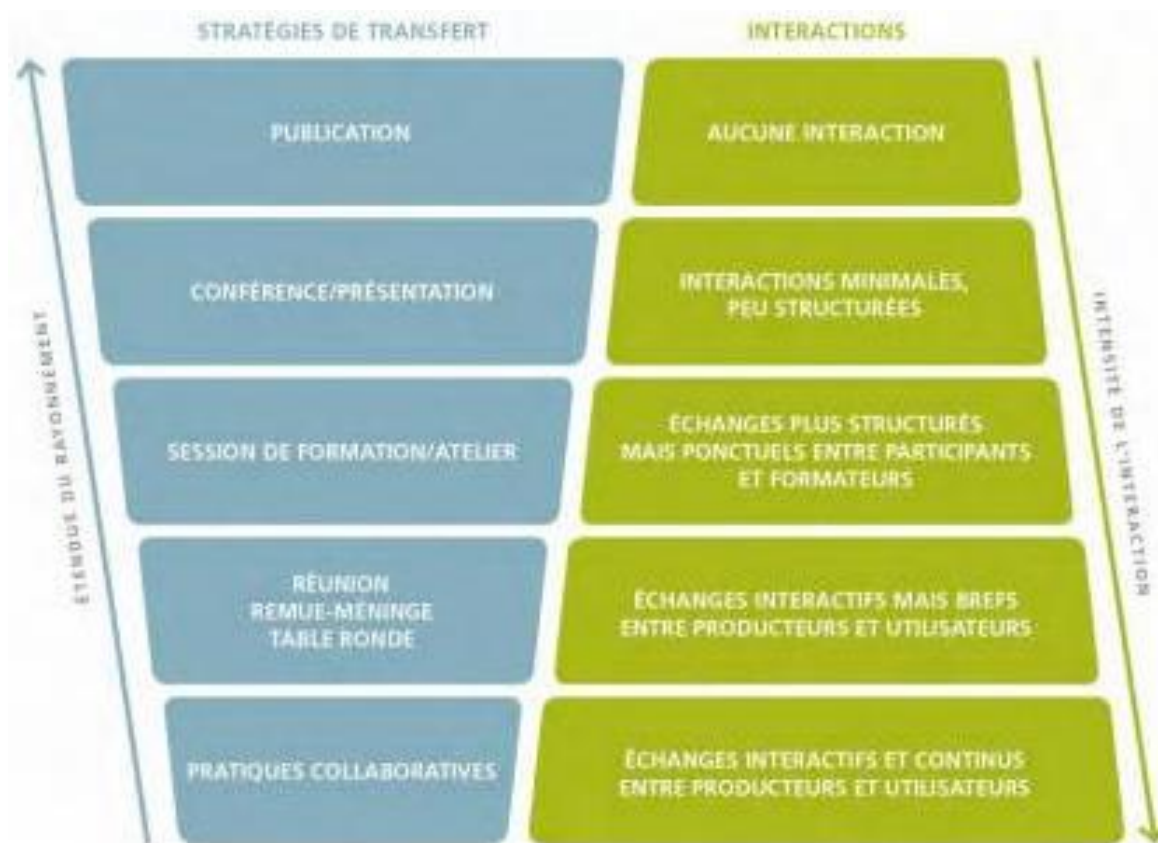 STRATÉGIES DE TRANSFERT
INTERACTIONS
PUBLICATION
AUCUNE INTERACTION
CONFÉRENCE/PRÉSENTATION
INTERACTIONS MINIMALES,
PEU STRUCTURÉES
SESSION DE FORMATION/ATELIER
ÉCHANGES PLUS STRUCTURÉS
MAIS PONCTUELS ENTRE PARTICIPANTS
ET FORMATEURS
RÉUNION
REMUE-MÉNINGE
TABLE RONDE
ÉCHANGES INTERACTIFS MAIS BREFS
ENTRE PRODUCTEURS ET UTILISATEURS
PRATIQUES COLLABORATIVES
ÉCHANGES INTERACTIFS ET CONTINUS
ENTRE PRODUCTEURS ET UTILISATEURS
ÉTENDUE DU RAYONNEMENT
INTENSITÉ DE L'INTERACTION